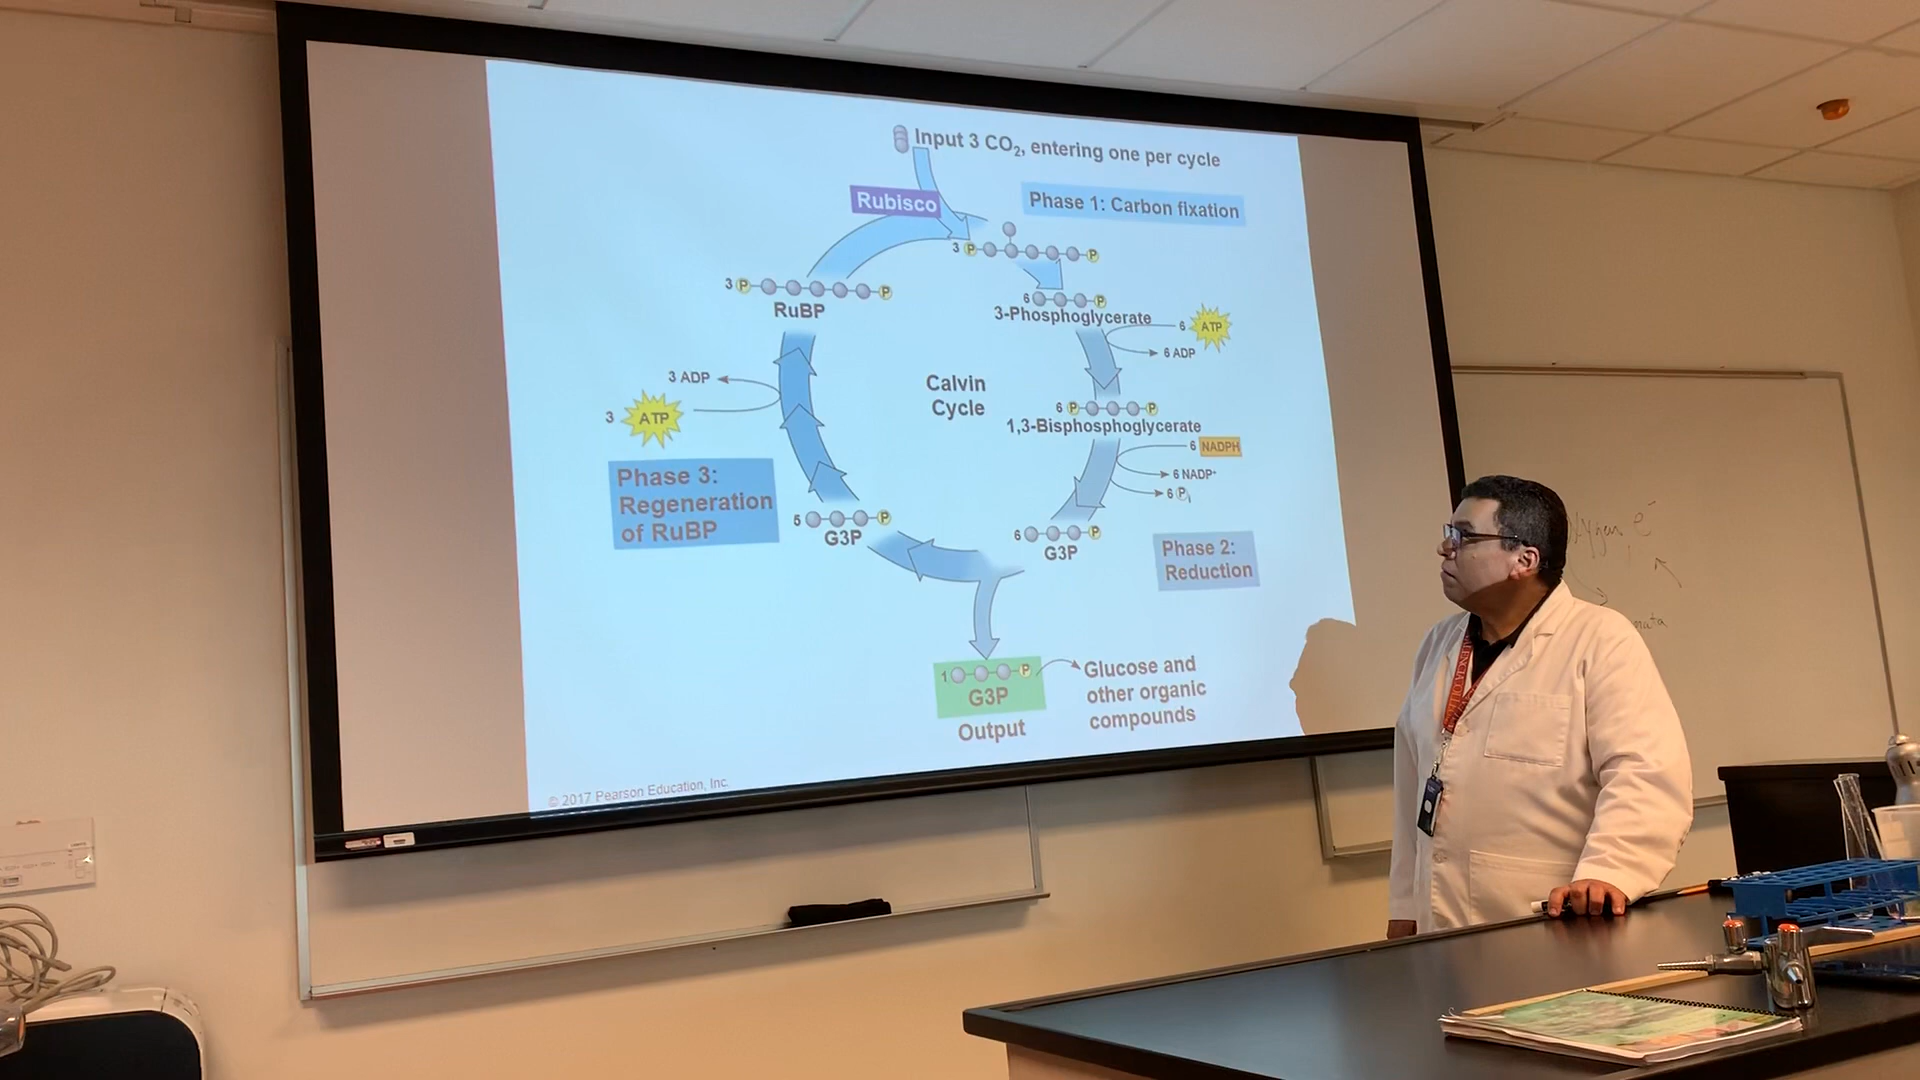 Input 3 CO₂, entering one per cycle
Rubisco
Phase 1: Carbon fixation
3 P P
3 P P
RuBP
6 P
3-Phosphoglycerate
6 ATP
6 ADP
3 ADP
3 ATP
Calvin
Cycle
6 P P
1,3-Bisphosphoglycerate
6 NADPH
6 NADP⁺
6 Pi
Phase 3:
Regeneration
of RuBP
5 P
G3P
6 P
G3P
Phase 2:
Reduction
1 P
G3P
Output
Glucose and
other organic
compounds
© 2017 Pearson Education, Inc.
e⁻